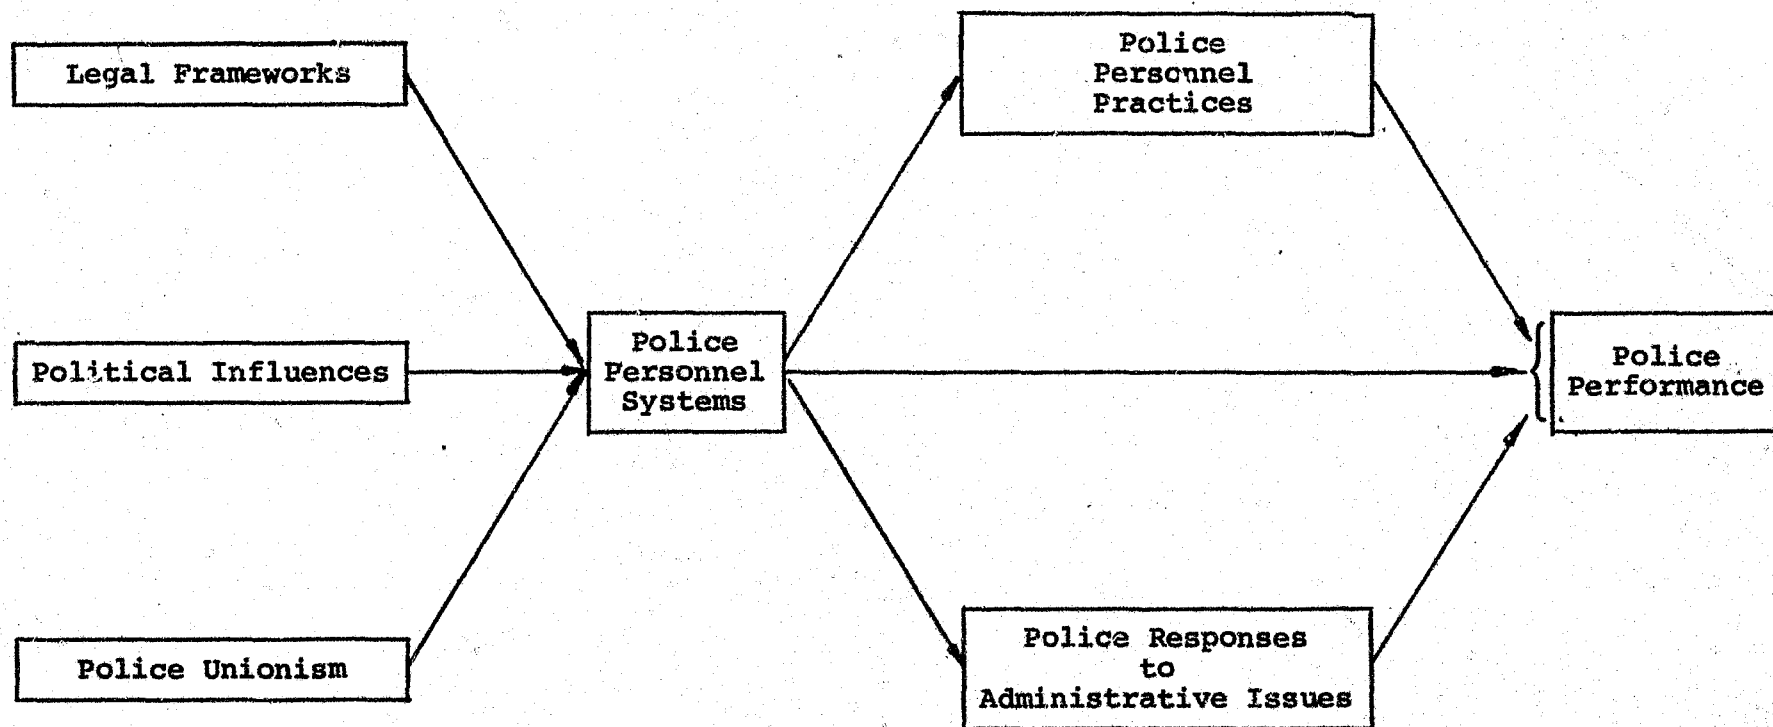 Legal Frameworks
Political Influences
Police Unionism
Police
Personnel
Systems
Police
Personnel
Practices
Police Responses
to
Administrative Issues
Police
Performance